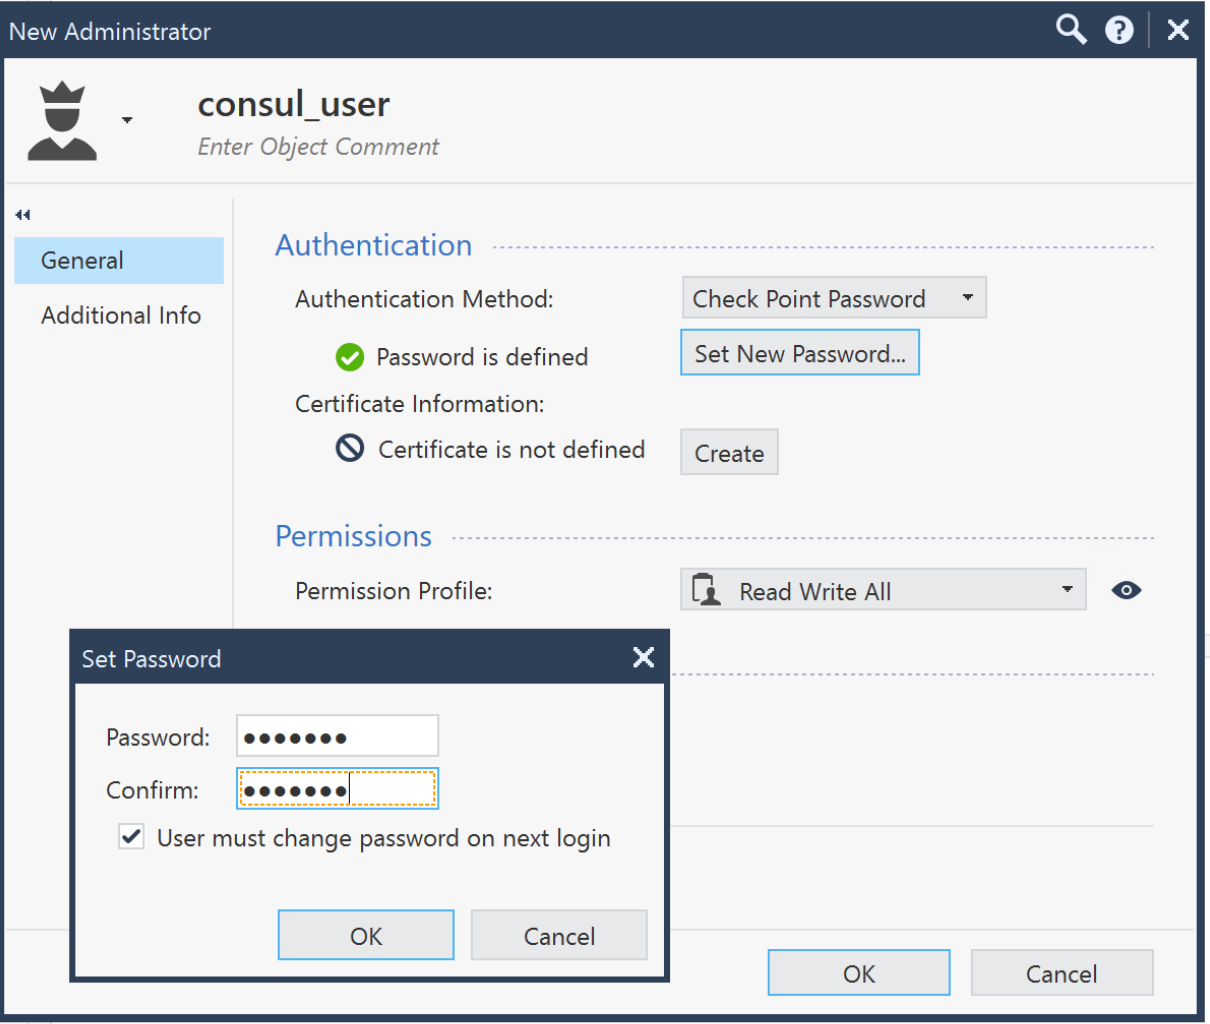 New Administrator
consul_user
Enter Object Comment
General
Additional Info
Authentication
Authentication Method:
Check Point Password
Password is defined
Set New Password...
Certificate Information:
Certificate is not defined
Create
Permissions
Permission Profile:
Read Write All
Set Password
Password:
●●●●●●●
Confirm:
●●●●●●●
User must change password on next login
OK
Cancel
OK
Cancel